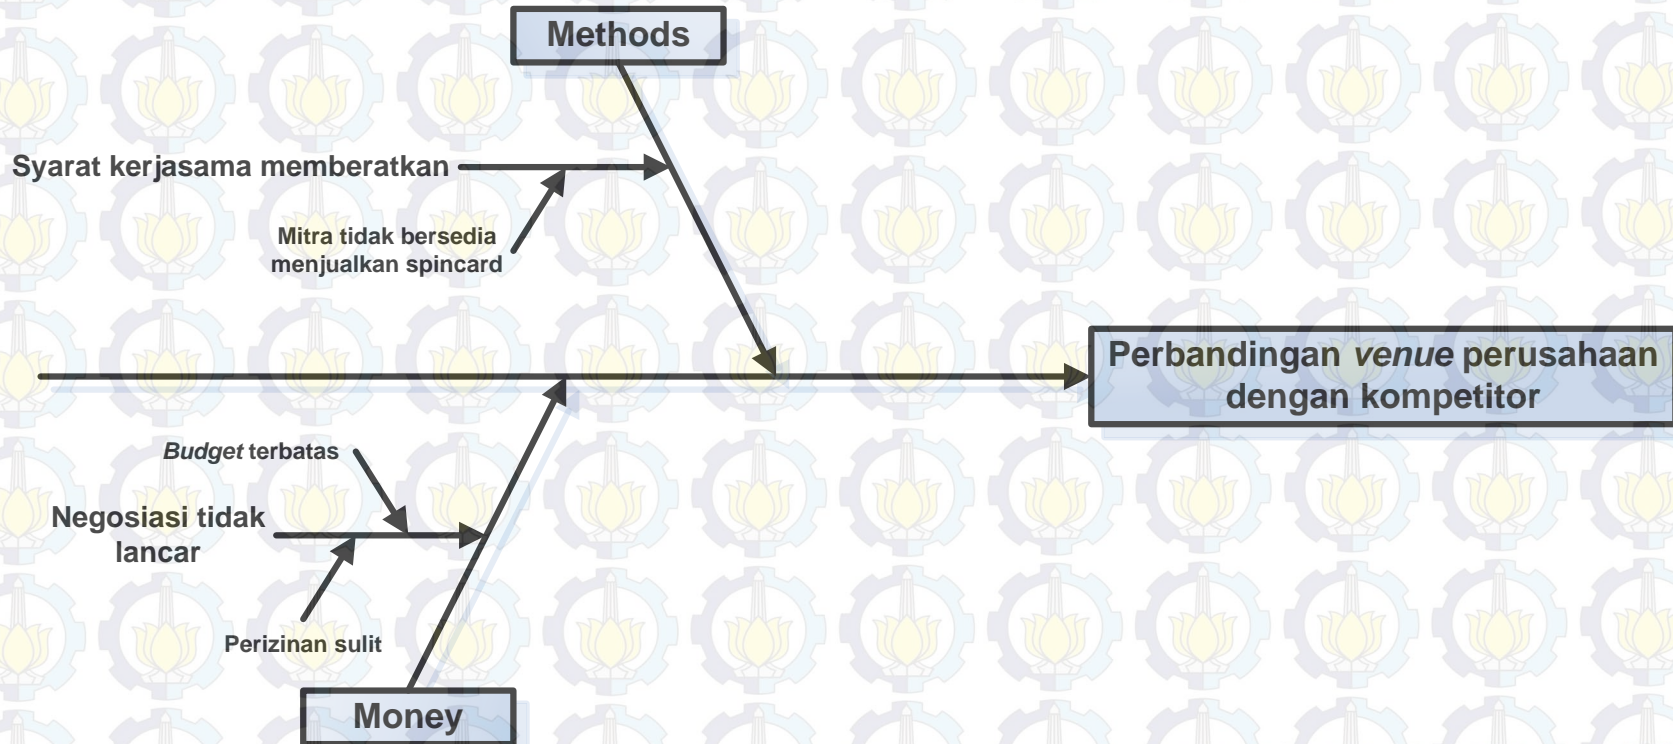 Methods
Syarat kerjasama memberatkan
Mitra tidak bersedia
menjualkan spincard
Perbandingan venue perusahaan
dengan kompetitor
Budget terbatas
Negosiasi tidak
lancar
Perizinan sulit
Money